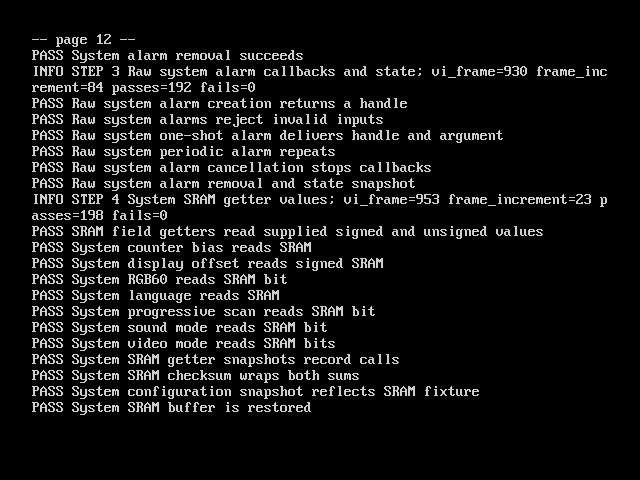 -- page 12 --
PASS System alarm removal succeeds
INFO STEP 3 Raw system alarm callbacks and state; vi_frame=930 frame_inc
rement=84 passes=192 fails=0
PASS Raw system alarm creation returns a handle
PASS Raw system alarms reject invalid inputs
PASS Raw system one-shot alarm delivers handle and argument
PASS Raw system periodic alarm repeats
PASS Raw system alarm cancellation stops callbacks
PASS Raw system alarm removal and state snapshot
INFO STEP 4 System SRAM getter values; vi_frame=953 frame_increment=23 p
asses=198 fails=0
PASS SRAM field getters read supplied signed and unsigned values
PASS System counter bias reads SRAM
PASS System display offset reads signed SRAM
PASS System RGB60 reads SRAM bit
PASS System language reads SRAM
PASS System progressive scan reads SRAM bit
PASS System sound mode reads SRAM bit
PASS System video mode reads SRAM bits
PASS System SRAM getter snapshots record calls
PASS System SRAM checksum wraps both sums
PASS System configuration snapshot reflects SRAM fixture
PASS System SRAM buffer is restored